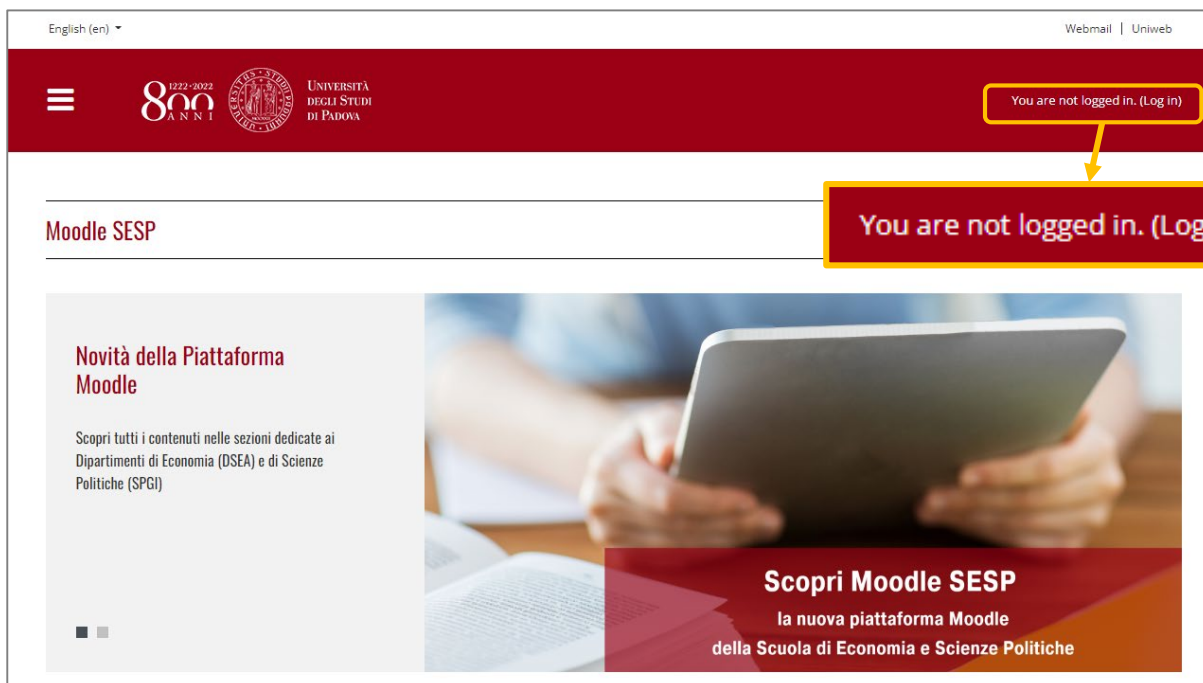 English (en)
Webmail | Uniweb
1222·2022
800
ANNI
UNIVERSITÀ
DEGLI STUDI
DI PADOVA
You are not logged in. (Log in)
Moodle SESP
You are not logged in. (Log
Novità della Piattaforma
Moodle
Scopri tutti i contenuti nelle sezioni dedicate ai
Dipartimenti di Economia (DSEA) e di Scienze
Politiche (SPGI)
Scopri Moodle SESP
la nuova piattaforma Moodle
della Scuola di Economia e Scienze Politiche